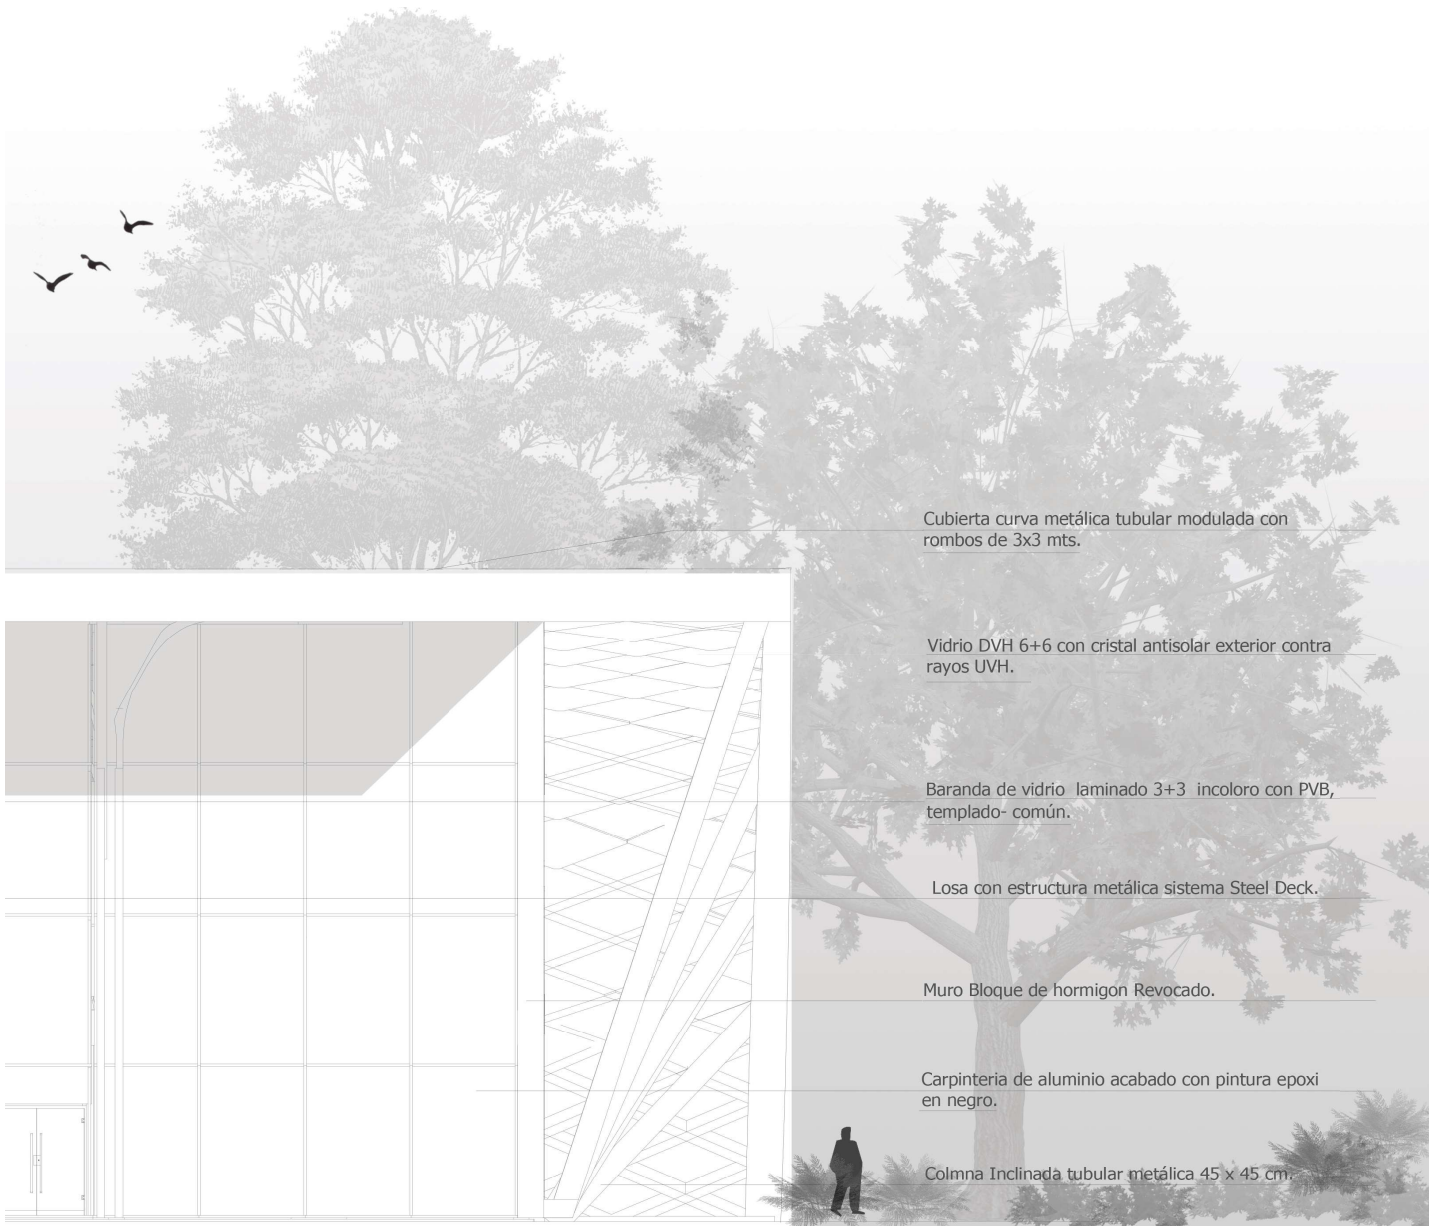 Cubierta curva metálica tubular modulada con
rombos de 3x3 mts.
Vidrio DVH 6+6 con cristal antisolar exterior contra
rayos UVH.
Baranda de vidrio laminado 3+3 incoloro con PVB,
templado- común.
Losa con estructura metálica sistema Steel Deck.
Muro Bloque de hormigon Revocado.
Carpinteria de aluminio acabado con pintura epoxi
en negro.
Colmna Inclinada tubular metálica 45 x 45 cm.